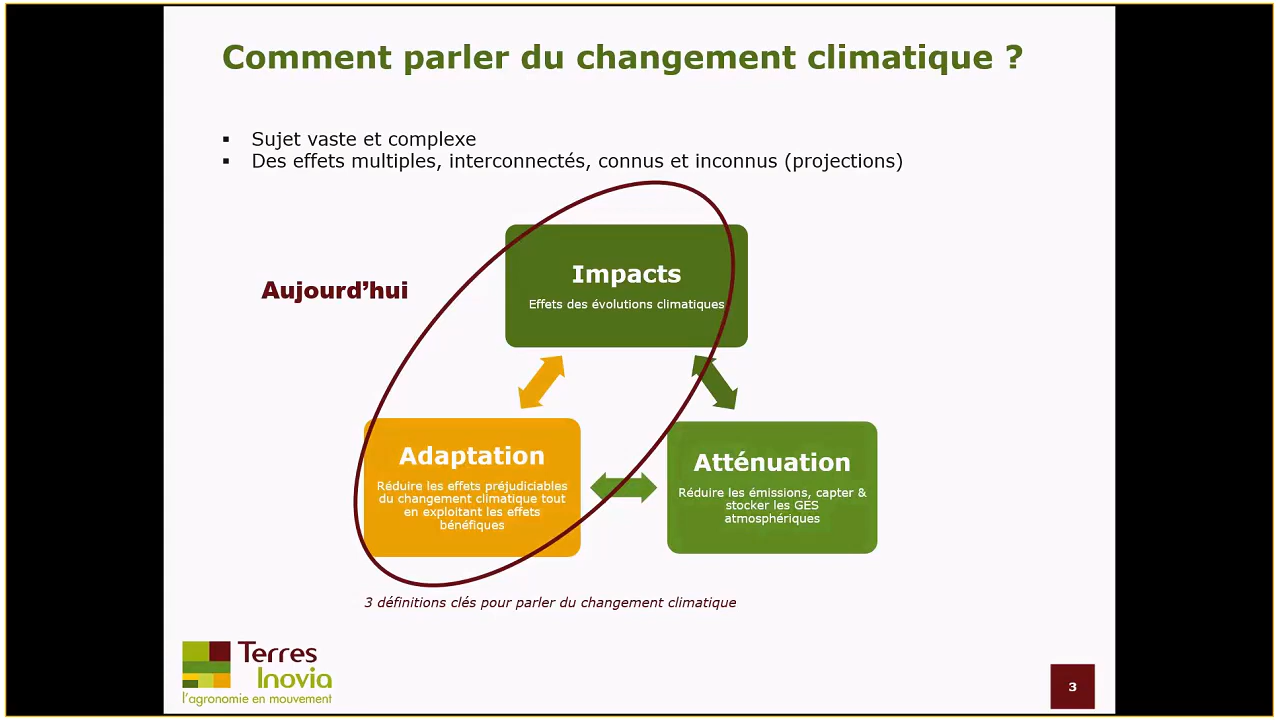 Comment parler du changement climatique ?
▪ Sujet vaste et complexe
▪ Des effets multiples, interconnectés, connus et inconnus (projections)
Impacts
Effets des évolutions climatiques
Aujourd’hui
Adaptation
Réduire les effets préjudiciables
du changement climatique tout
en exploitant les effets
bénéfiques
Atténuation
Réduire les émissions, capter &
stocker les GES
atmosphériques
3 définitions clés pour parler du changement climatique
Terres
Inovia
l’agronomie en mouvement
3